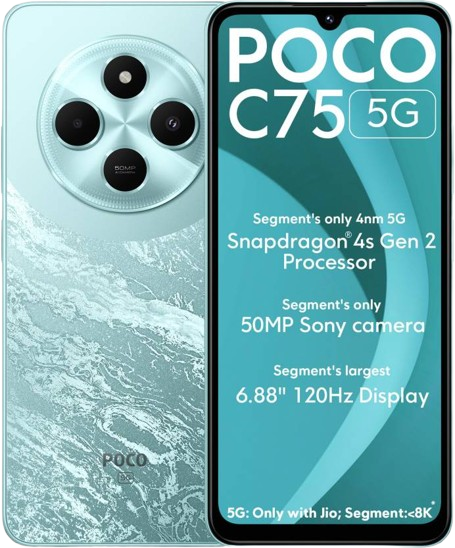 POCO
C75 5G
Segment's only 4nm 5G
Snapdragon® 4s Gen 2
Processor
Segment's only
50MP Sony camera
Segment's largest
6.88" 120Hz Display
5G: Only with Jio; Segment:<8K*
50MP
POCO
5G